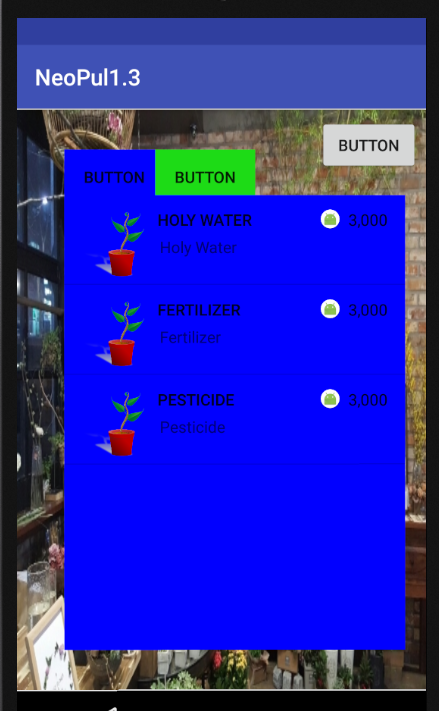 NeoPul1.3
BUTTON
BUTTON BUTTON
HOLY WATER 3,000
Holy Water
FERTILIZER 3,000
Fertilizer
PESTICIDE 3,000
Pesticide